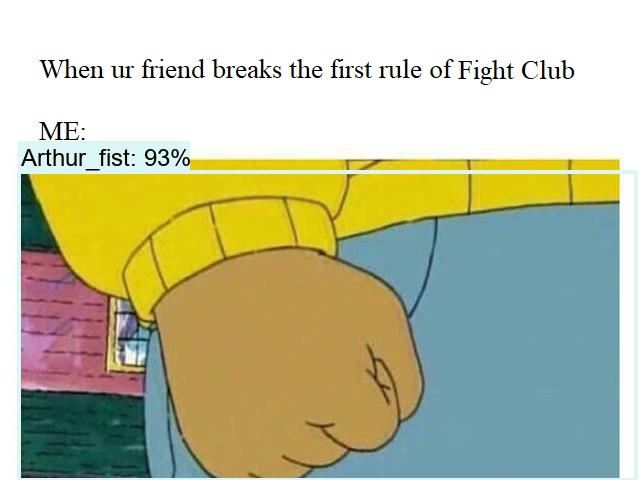 When ur friend breaks the first rule of Fight Club
ME:
Arthur_fist: 93%